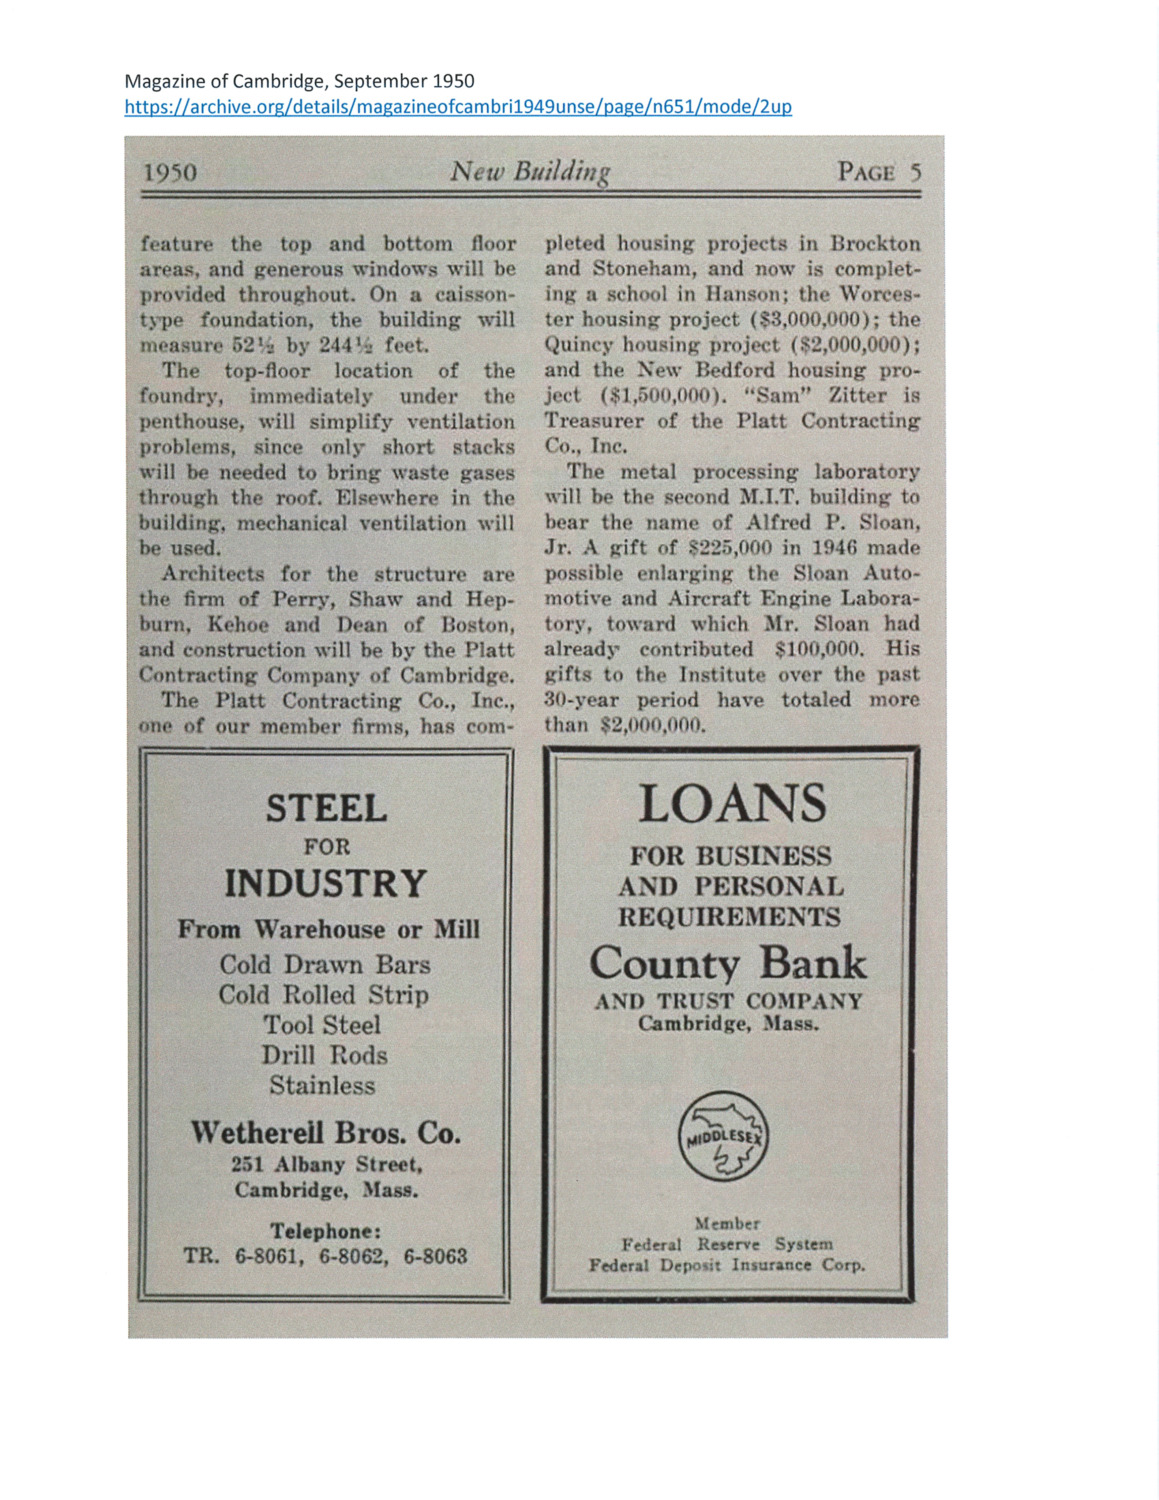 Magazine of Cambridge, September 1950
https://archive.org/details/magazineofcambri1949unse/page/n651/mode/2up
1950 New Building PAGE 5
feature the top and bottom floor
areas, and generous windows will be
provided throughout. On a caisson-
type foundation, the building will
measure 52½ by 244½ feet.
The top-floor location of the
foundry, immediately under the
penthouse, will simplify ventilation
problems, since only short stacks
will be needed to bring waste gases
through the roof. Elsewhere in the
building, mechanical ventilation will
be used.
Architects for the structure are
the firm of Perry, Shaw and Hep-
burn, Kehoe and Dean of Boston,
and construction will be by the Platt
Contracting Company of Cambridge.
The Platt Contracting Co., Inc.,
one of our member firms, has com-
pleted housing projects in Brockton
and Stoneham, and now is complet-
ing a school in Hanson; the Worces-
ter housing project ($3,000,000); the
Quincy housing project ($2,000,000);
and the New Bedford housing pro-
ject ($1,500,000). "Sam" Zitter is
Treasurer of the Platt Contracting
Co., Inc.
The metal processing laboratory
will be the second M.I.T. building to
bear the name of Alfred P. Sloan,
Jr. A gift of $225,000 in 1946 made
possible enlarging the Sloan Auto-
motive and Aircraft Engine Labora-
tory, toward which Mr. Sloan had
already contributed $100,000. His
gifts to the Institute over the past
30-year period have totaled more
than $2,000,000.
STEEL
FOR
INDUSTRY
From Warehouse or Mill
Cold Drawn Bars
Cold Rolled Strip
Tool Steel
Drill Rods
Stainless
Wetherell Bros. Co.
251 Albany Street,
Cambridge, Mass.
Telephone:
TR. 6-8061, 6-8062, 6-8063
LOANS
FOR BUSINESS
AND PERSONAL
REQUIREMENTS
County Bank
AND TRUST COMPANY
Cambridge, Mass.
MIDDLESEX
Member
Federal Reserve System
Federal Deposit Insurance Corp.